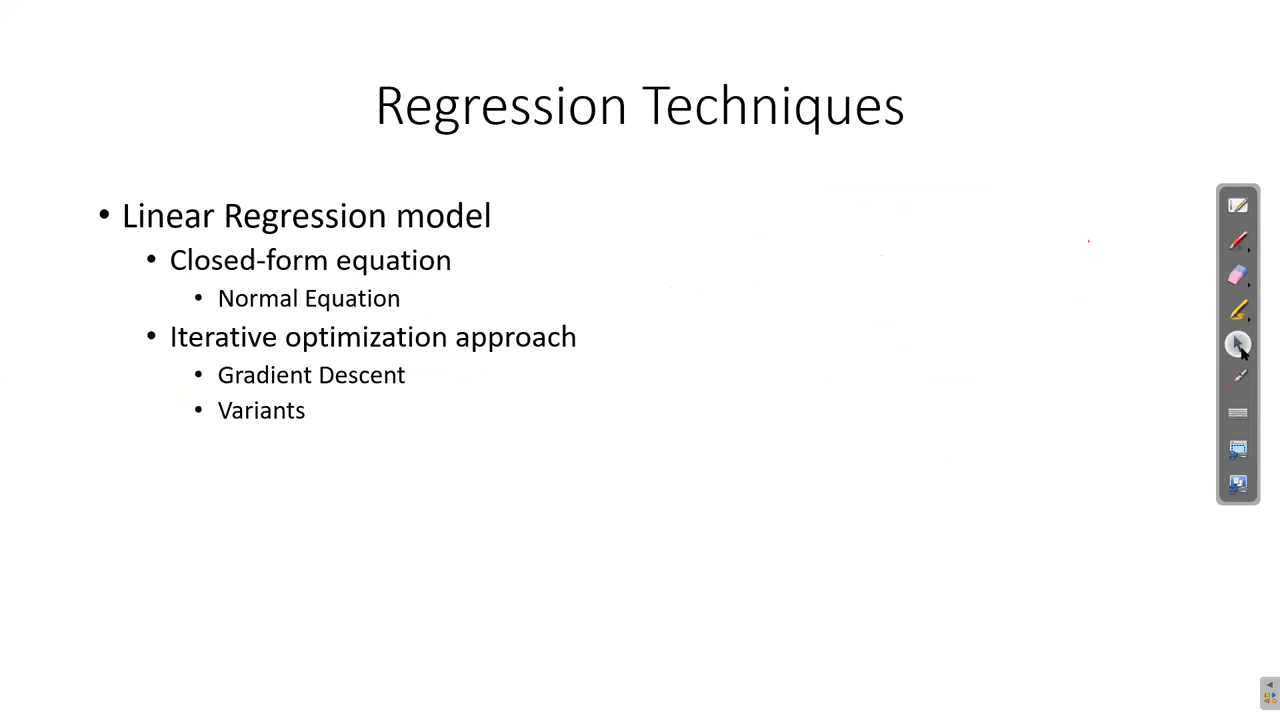 Regression Techniques
• Linear Regression model
• Closed-form equation
• Normal Equation
• Iterative optimization approach
• Gradient Descent
• Variants